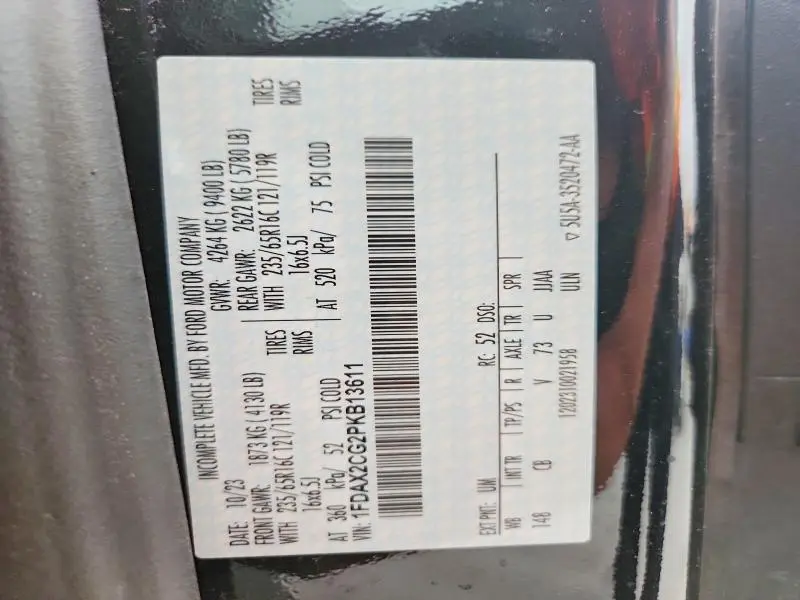 INCOMPLETE VEHICLE MFD. BY FORD MOTOR COMPANY
DATE: 10/23 GVWR: 4264 KG ( 9400 LB)
FRONT GAWR: 1873 KG ( 4130 LB) REAR GAWR: 2622 KG ( 5780 LB)
WITH 235/65R16C 121/119R TIRES WITH 235/65R16C 121/119R TIRES
16x6.5J RIMS 16x6.5J RIMS
AT 360 kPa/ 52 PSI COLD AT 520 kPa/ 75 PSI COLD
VIN: 1FDAX2CG2PKB13611
EXT PNT: UM RC: 52 DSO:
WB INT TR TP/PS R AXLE TR SPR
148 CB V 73 U JJAA
1202310021958 ULN
▽ 5U5A-3520472-AA